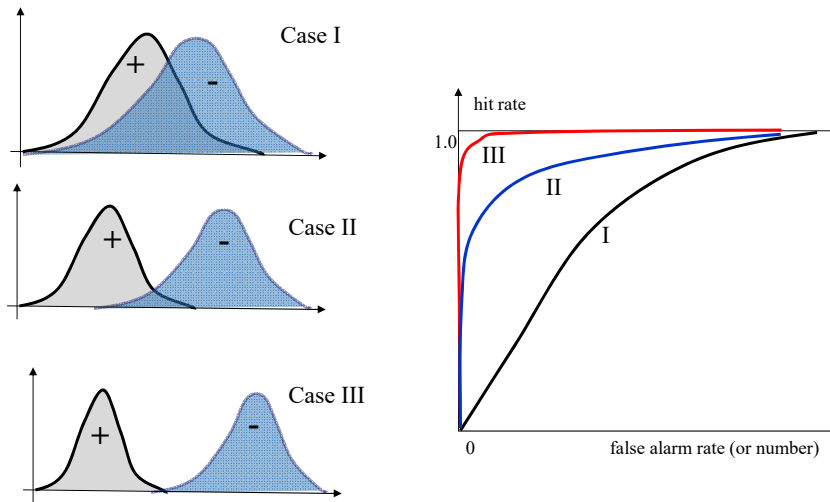 Case I
+
-
Case II
+
-
Case III
+
-
hit rate
1.0
III
II
I
0
false alarm rate (or number)